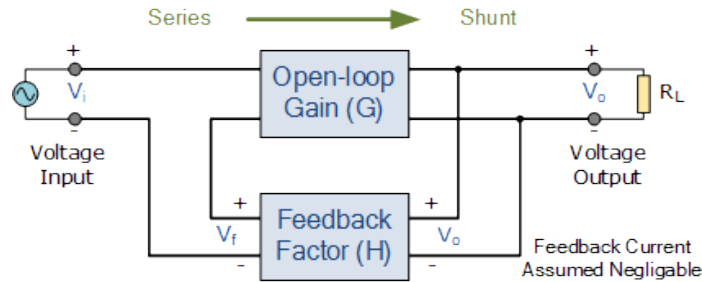 Series
Shunt
+
Vi
-
Voltage
Input
Open-loop
Gain (G)
+
Vo
-
Voltage
Output
RL
+
Vf
-
Feedback
Factor (H)
+
Vo
-
Feedback Current
Assumed Negligable